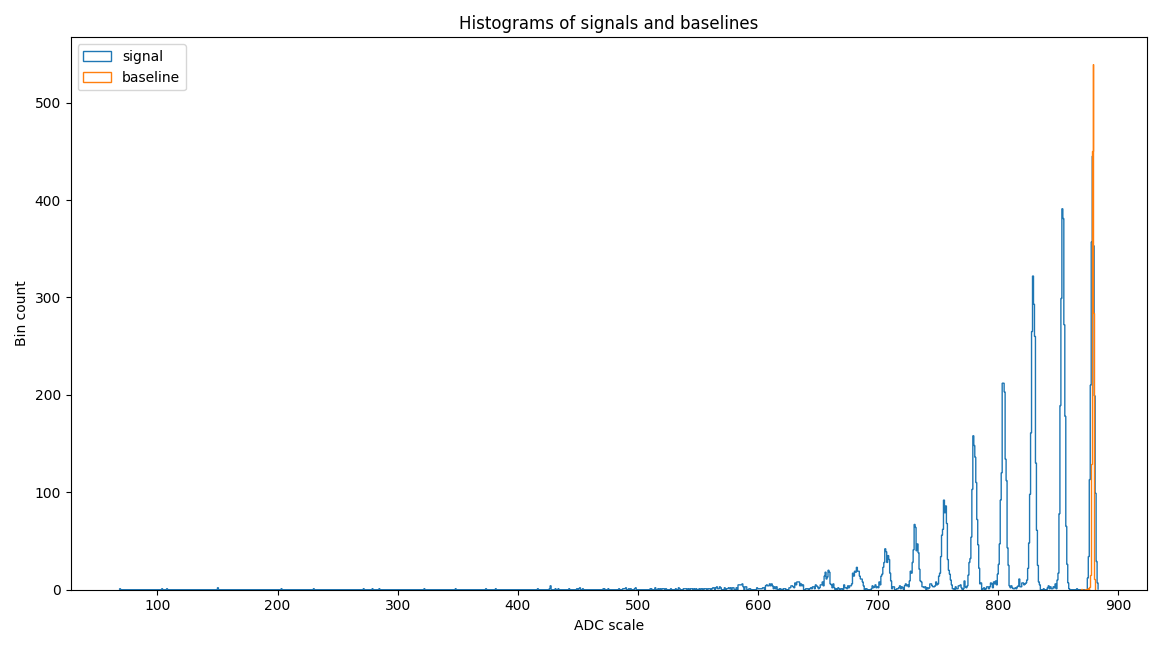 Histograms of signals and baselines
signal
baseline
500
400
300
200
100
0
Bin count
100 200 300 400 500 600 700 800 900
ADC scale